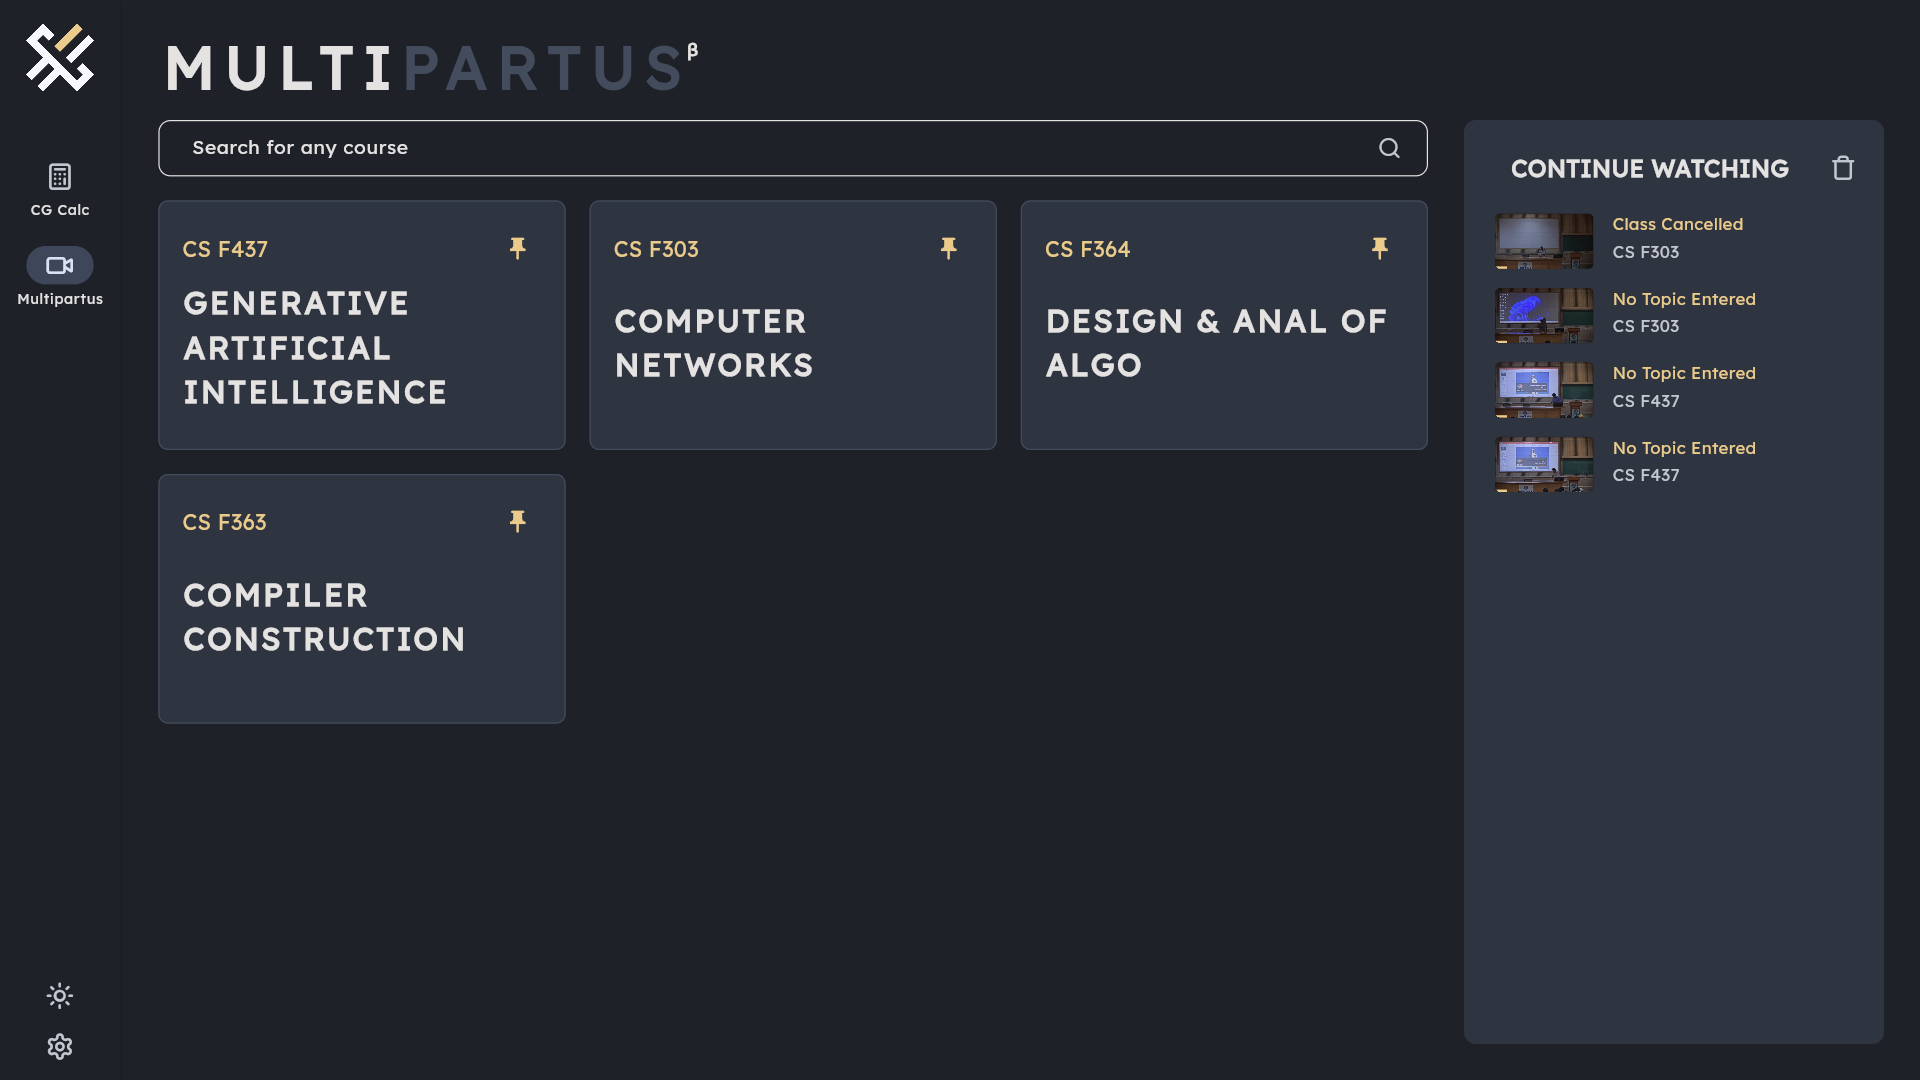 MULTIPARTUSᵝ
CG Calc
Multipartus
Search for any course
CS F437
GENERATIVE
ARTIFICIAL
INTELLIGENCE
CS F303
COMPUTER
NETWORKS
CS F364
DESIGN & ANAL OF
ALGO
CS F363
COMPILER
CONSTRUCTION
CONTINUE WATCHING
Class Cancelled
CS F303
No Topic Entered
CS F303
No Topic Entered
CS F437
No Topic Entered
CS F437